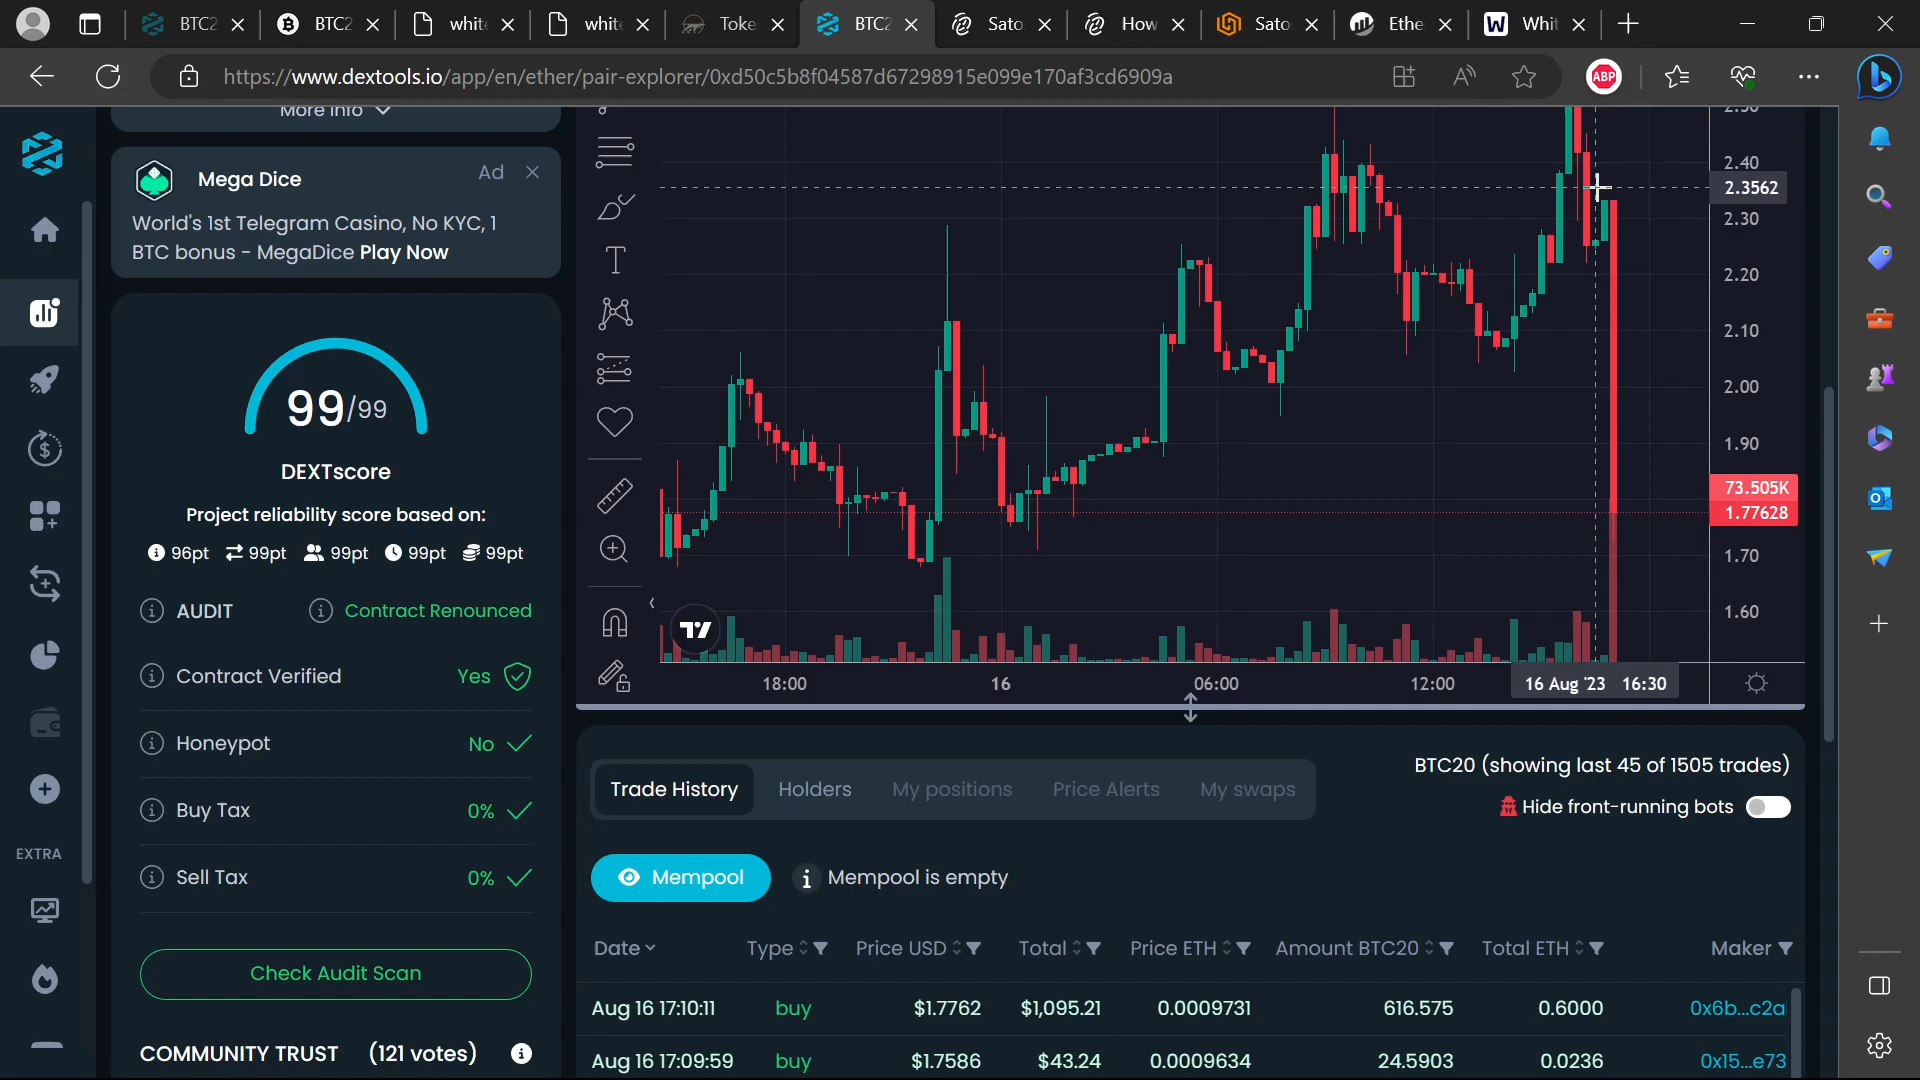 BTC2
BTC2
white
white
Toke
BTC2
Sato
How
Sato
Ethe
W
Whit
https://www.dextools.io/app/en/ether/pair-explorer/0xd50c5b8f04587d67298915e099e170af3cd6909a
ABP
More Info
Mega Dice
Ad
World's 1st Telegram Casino, No KYC, 1
BTC bonus - MegaDice Play Now
99/99
DEXTscore
Project reliability score based on:
96pt 99pt 99pt 99pt 99pt
AUDIT
Contract Renounced
Contract Verified Yes
Honeypot No
Buy Tax 0%
Sell Tax 0%
EXTRA
Check Audit Scan
COMMUNITY TRUST (121 votes)
2.50
2.40
2.3562
2.30
2.20
2.10
2.00
1.90
73.505K
1.77628
1.70
1.60
18:00 16 06:00 12:00 16 Aug '23 16:30
BTC20 (showing last 45 of 1505 trades)
Trade History Holders My positions Price Alerts My swaps
Hide front-running bots
Mempool
Mempool is empty
Date Type Price USD Total Price ETH Amount BTC20 Total ETH Maker
Aug 16 17:10:11 buy $1.7762 $1,095.21 0.0009731 616.575 0.6000 0x6b...c2a
Aug 16 17:09:59 buy $1.7586 $43.24 0.0009634 24.5903 0.0236 0x15...e73